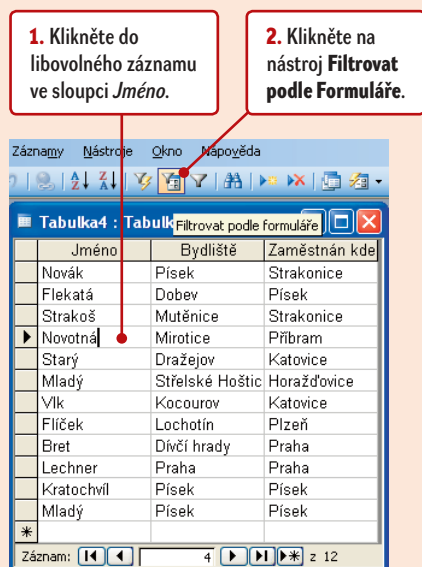 1. Klikněte do
libovolného záznamu
ve sloupci Jméno.
2. Klikněte na
nástroj Filtrovat
podle Formuláře.
Záznamy Nástroje Okno Nápověda
Tabulka4 : Tabulk
Filtrovat podle formuláře
Jméno Bydliště Zaměstnán kde
Novák Písek Strakonice
Flekatá Dobev Písek
Strakoš Mutěnice Strakonice
Novotná Mirotice Příbram
Starý Dražejov Katovice
Mladý Střelské Hoštic Horažďovice
Vlk Kocourov Katovice
Flíček Lochotín Plzeň
Bret Dívčí hrady Praha
Lechner Praha Praha
Kratochvíl Písek Písek
Mladý Písek Písek
Záznam: 4 z 12